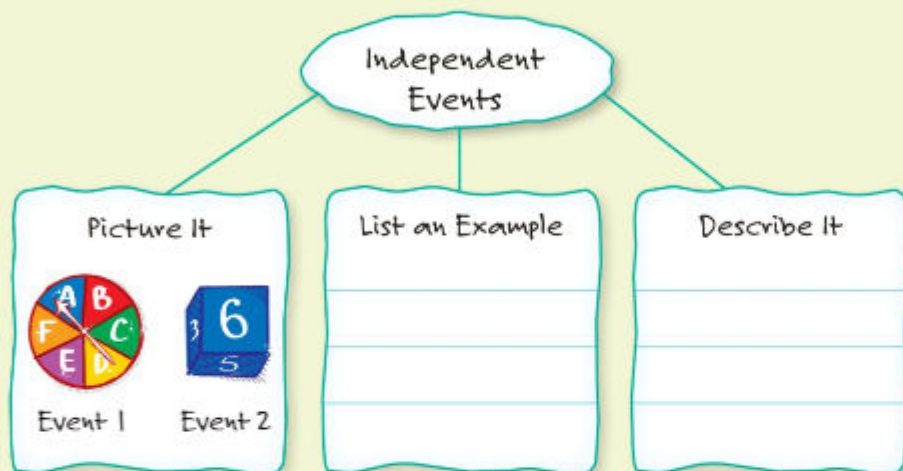 Independent
Events
Picture It
List an Example
Describe It
A B
F C
E D
6
3
5
Event 1
Event 2